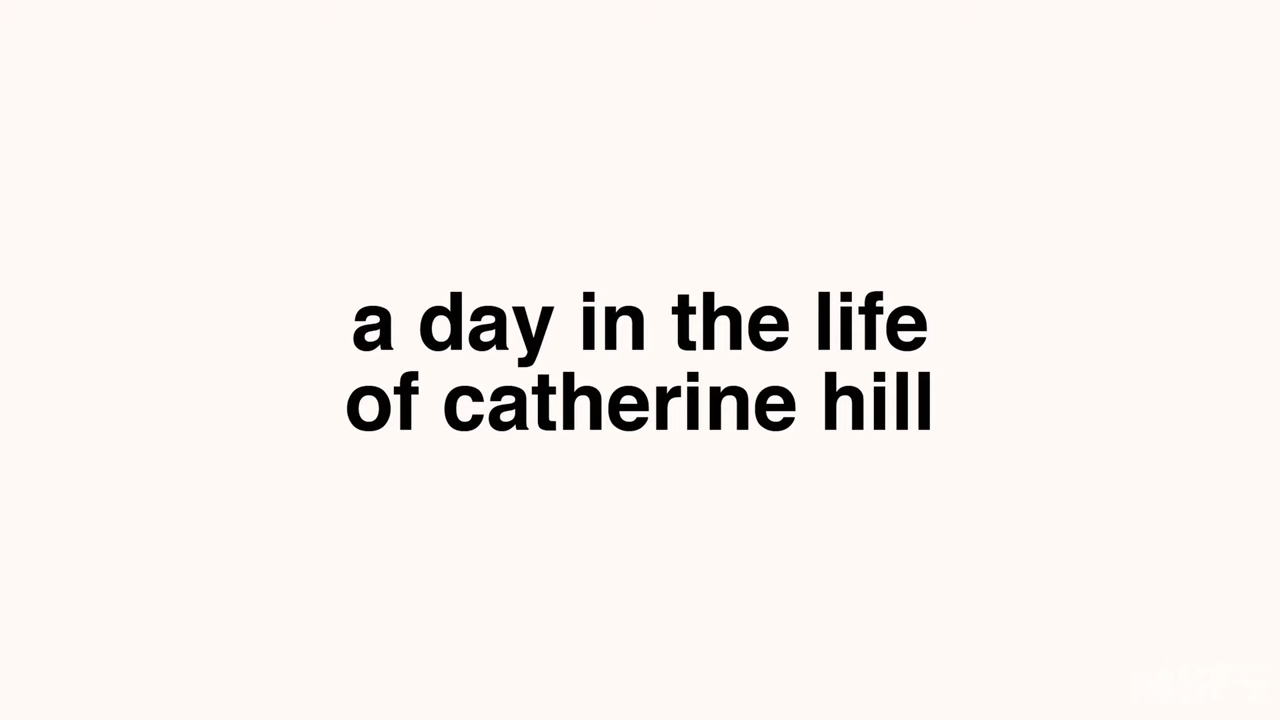 a day in the life
of catherine hill